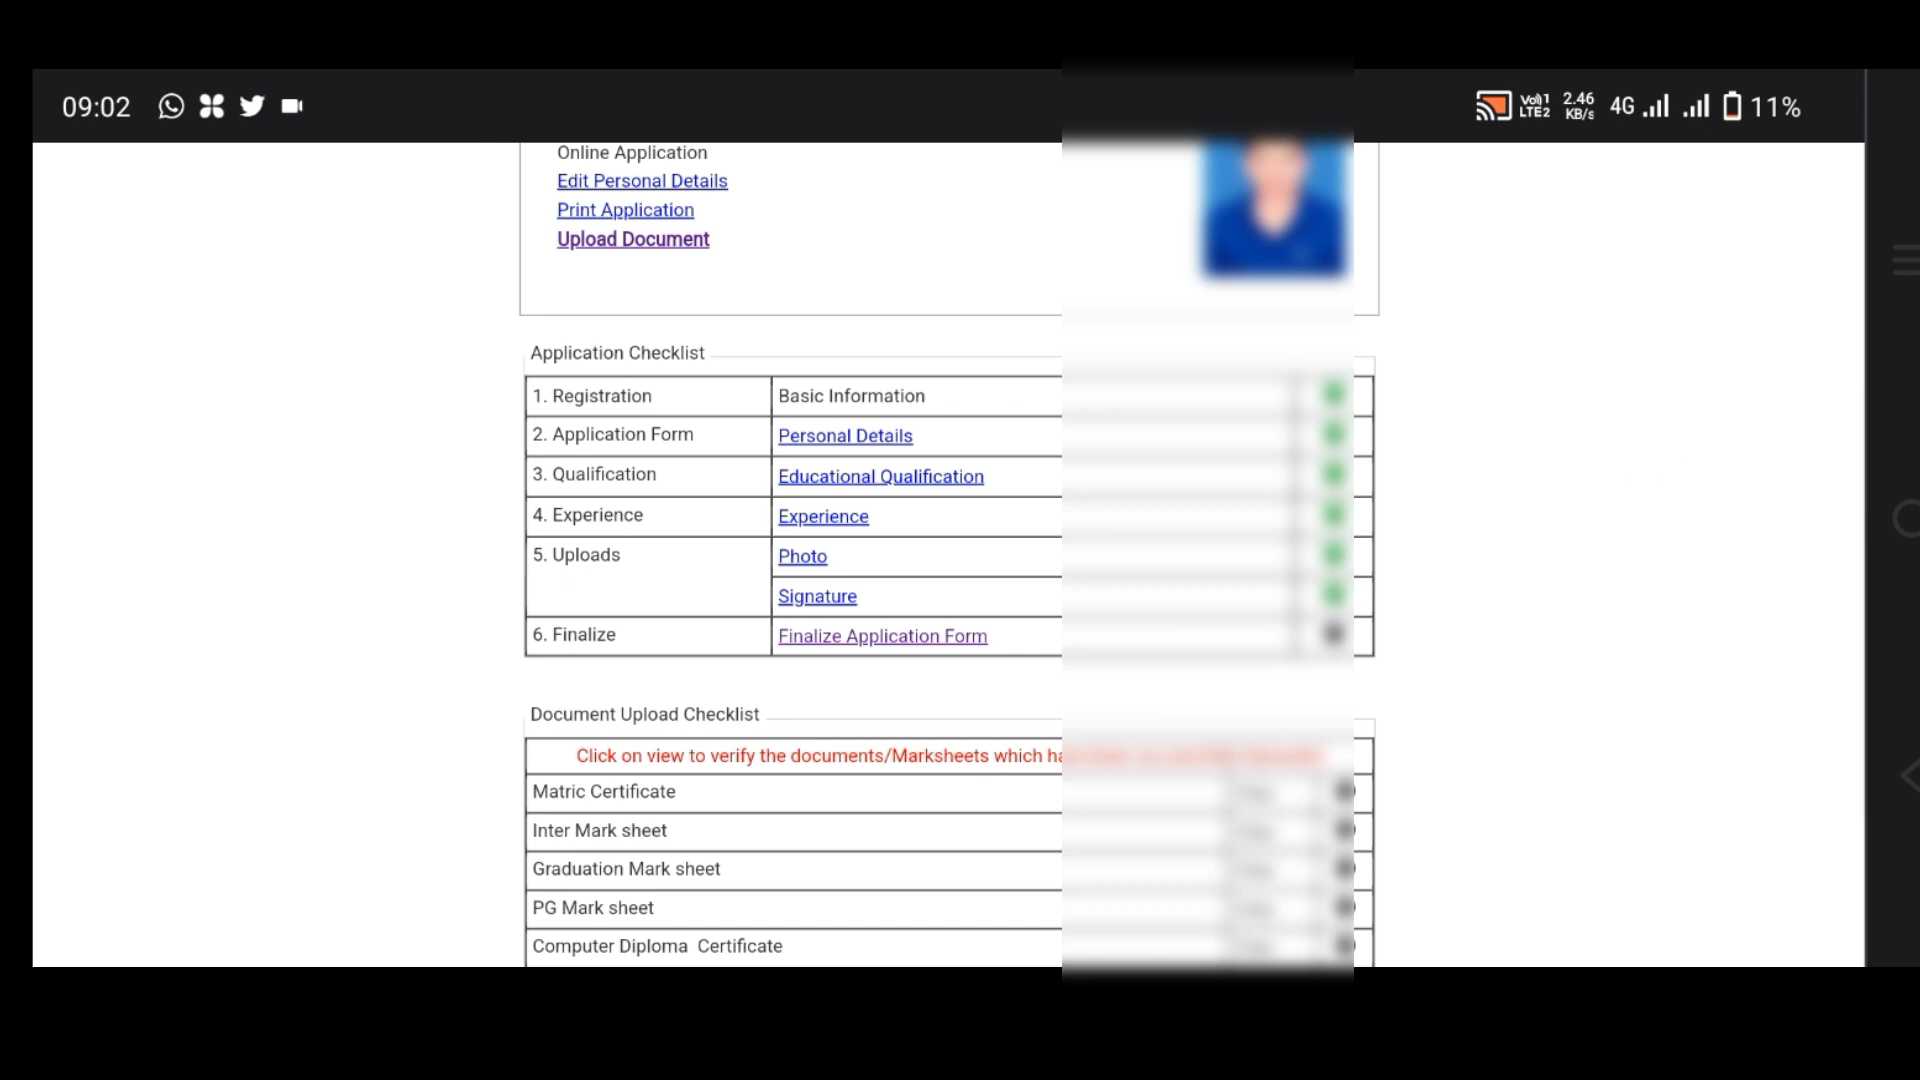 09:02
Vo)) 1
LTE2
2.46
KB/s
4G
11%
Online Application
Edit Personal Details
Print Application
Upload Document
Application Checklist
1. Registration Basic Information
2. Application Form Personal Details
3. Qualification Educational Qualification
4. Experience Experience
5. Uploads Photo
Signature
6. Finalize Finalize Application Form
Document Upload Checklist
Click on view to verify the documents/Marksheets which
Matric Certificate
Inter Mark sheet
Graduation Mark sheet
PG Mark sheet
Computer Diploma Certificate